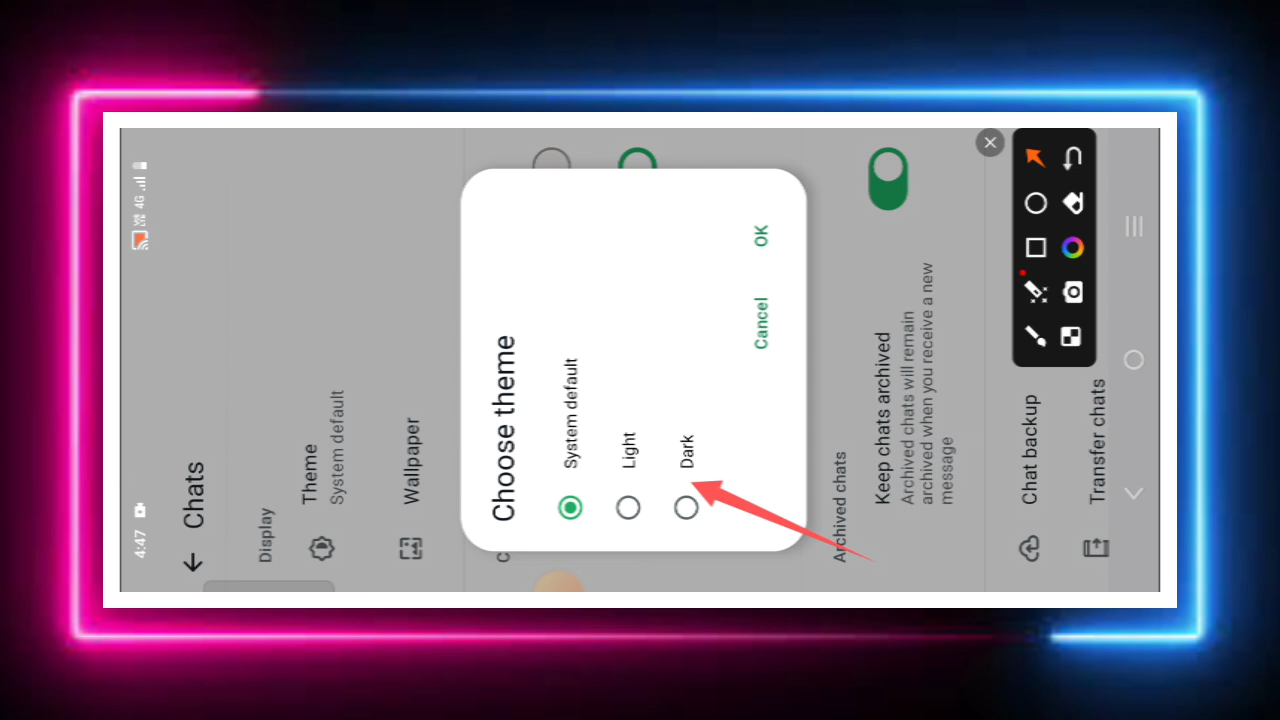 4:47
4G
Chats
Display
Theme
System default
Wallpaper
C
Choose theme
System default
Light
Dark
Cancel
OK
Archived chats
Keep chats archived
Archived chats will remain
archived when you receive a new
message
Chat backup
Transfer chats